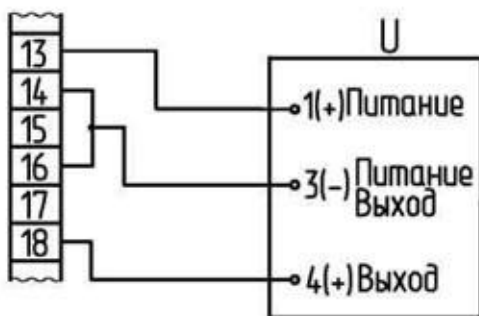 13
14
15
16
17
18
U
1(+)Питание
3(-)Питание
Выход
4(+)Выход